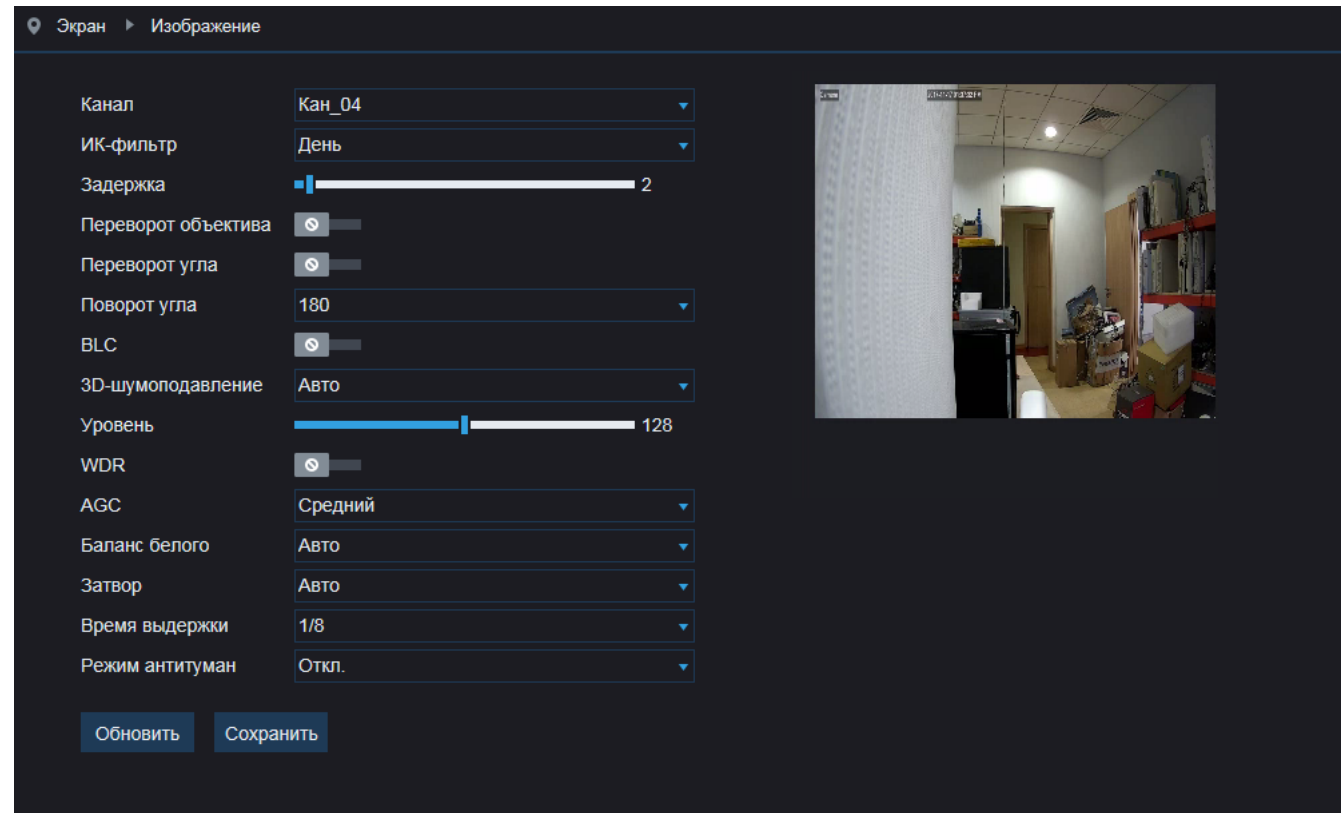 Экран Изображение
Канал Кан_04
ИК-фильтр День
Задержка 2
Переворот объектива
Переворот угла
Поворот угла 180
BLC
3D-шумоподавление Авто
Уровень 128
WDR
AGC Средний
Баланс белого Авто
Затвор Авто
Время выдержки 1/8
Режим антитуман Откл.
Обновить Сохранить